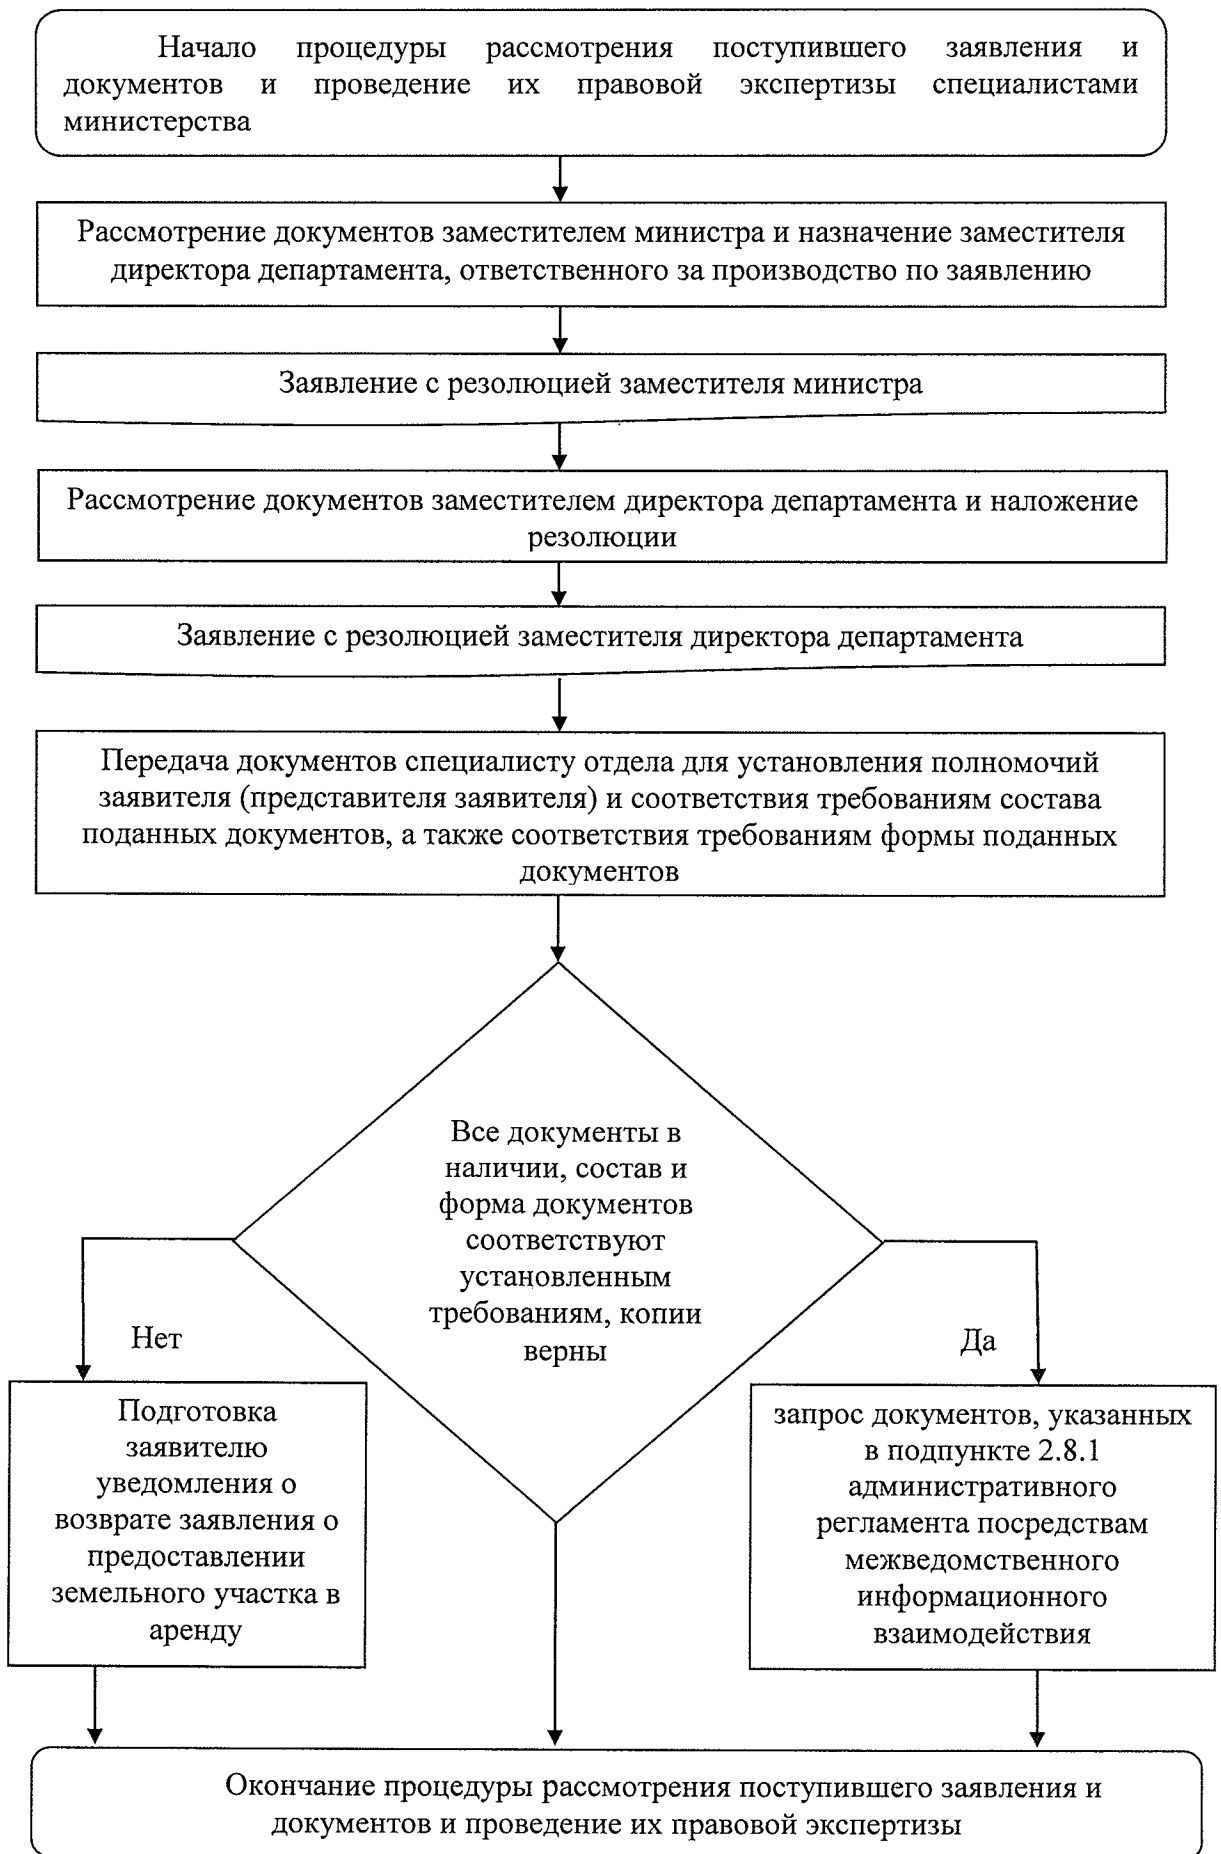 Начало процедуры рассмотрения поступившего заявления и
документов и проведение их правовой экспертизы специалистами
министерства
Рассмотрение документов заместителем министра и назначение заместителя
директора департамента, ответственного за производство по заявлению
Заявление с резолюцией заместителя министра
Рассмотрение документов заместителем директора департамента и наложение
резолюции
Заявление с резолюцией заместителя директора департамента
Передача документов специалисту отдела для установления полномочий
заявителя (представителя заявителя) и соответствия требованиям состава
поданных документов, а также соответствия требованиям формы поданных
документов
Все документы в
наличии, состав и
форма документов
соответствуют
установленным
требованиям, копии
верны
Нет
Да
Подготовка
заявителю
уведомления о
возврате заявления о
предоставлении
земельного участка в
аренду
запрос документов, указанных
в подпункте 2.8.1
административного
регламента посредствам
межведомственного
информационного
взаимодействия
Окончание процедуры рассмотрения поступившего заявления и
документов и проведение их правовой экспертизы